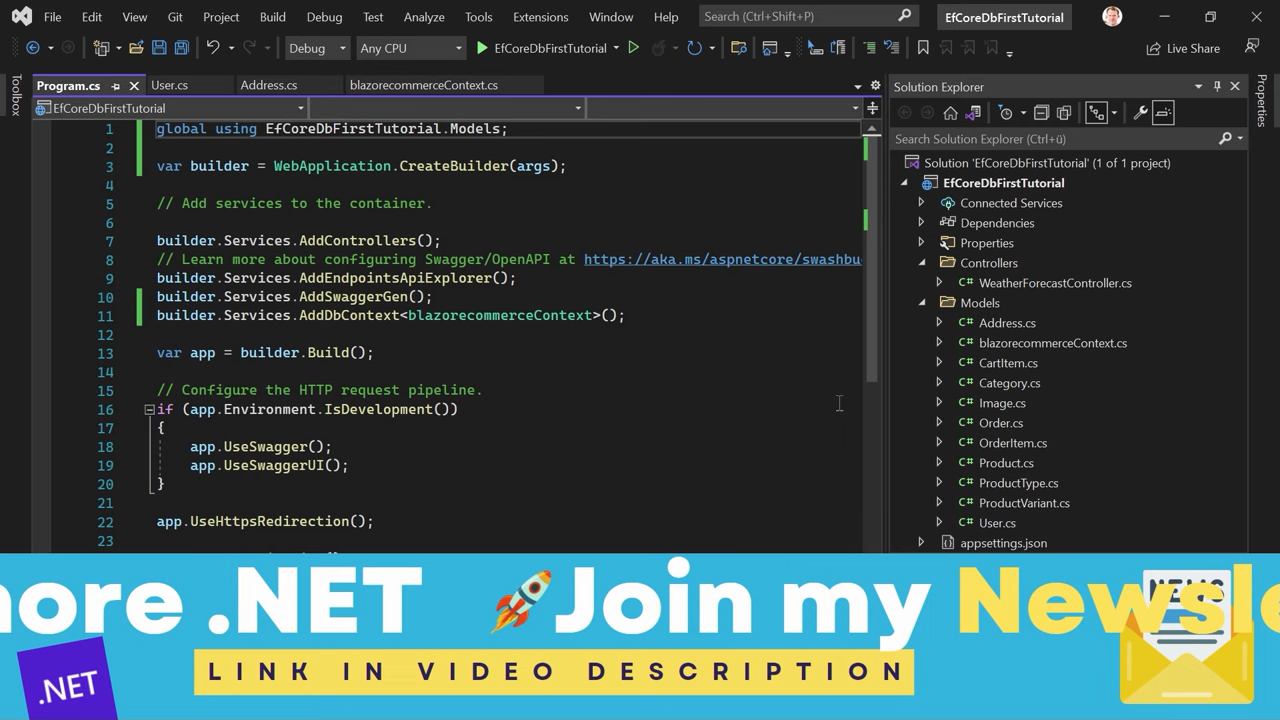 File Edit View Git Project Build Debug Test Analyze Tools Extensions Window Help Search (Ctrl+Shift+P) EfCoreDbFirstTutorial
Debug Any CPU EfCoreDbFirstTutorial Live Share
Toolbox
Program.cs User.cs Address.cs blazorecommerceContext.cs
EfCoreDbFirstTutorial
1 global using EfCoreDbFirstTutorial.Models;
2
3 var builder = WebApplication.CreateBuilder(args);
4
5 // Add services to the container.
6
7 builder.Services.AddControllers();
8 // Learn more about configuring Swagger/OpenAPI at https://aka.ms/aspnetcore/swashbu
9 builder.Services.AddEndpointsApiExplorer();
10 builder.Services.AddSwaggerGen();
11 builder.Services.AddDbContext<blazorecommerceContext>();
12
13 var app = builder.Build();
14
15 // Configure the HTTP request pipeline.
16 if (app.Environment.IsDevelopment())
17 {
18 app.UseSwagger();
19 app.UseSwaggerUI();
20 }
21
22 app.UseHttpsRedirection();
23
Solution Explorer
Search Solution Explorer (Ctrl+ü)
Solution 'EfCoreDbFirstTutorial' (1 of 1 project)
EfCoreDbFirstTutorial
Connected Services
Dependencies
Properties
Controllers
C# WeatherForecastController.cs
Models
C# Address.cs
C# blazorecommerceContext.cs
C# CartItem.cs
C# Category.cs
C# Image.cs
C# Order.cs
C# OrderItem.cs
C# Product.cs
C# ProductType.cs
C# ProductVariant.cs
C# User.cs
appsettings.json
Properties
more .NET Join my Newsle
LINK IN VIDEO DESCRIPTION
.NET
NEWS